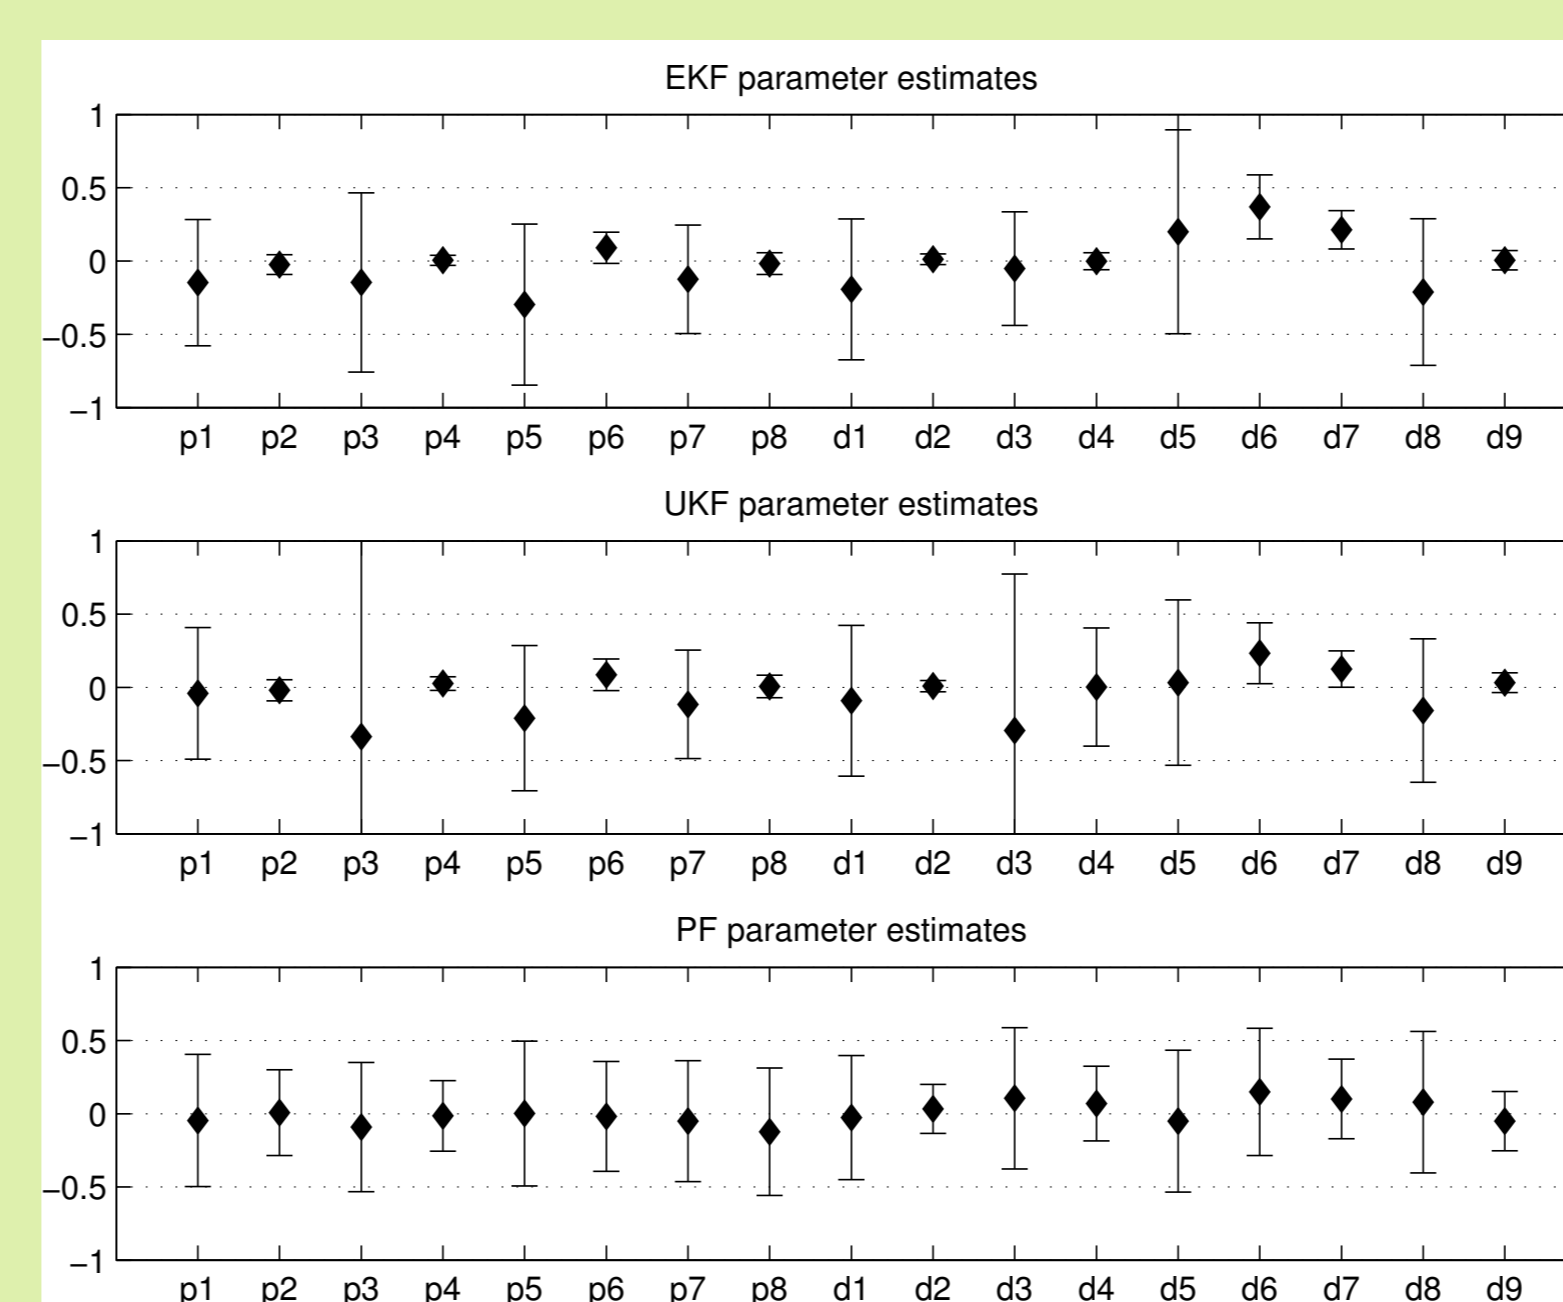 EKF parameter estimates
1
0.5
0
−0.5
−1
p1 p2 p3 p4 p5 p6 p7 p8 d1 d2 d3 d4 d5 d6 d7 d8 d9
UKF parameter estimates
1
0.5
0
−0.5
−1
p1 p2 p3 p4 p5 p6 p7 p8 d1 d2 d3 d4 d5 d6 d7 d8 d9
PF parameter estimates
1
0.5
0
−0.5
−1
p1 p2 p3 p4 p5 p6 p7 p8 d1 d2 d3 d4 d5 d6 d7 d8 d9